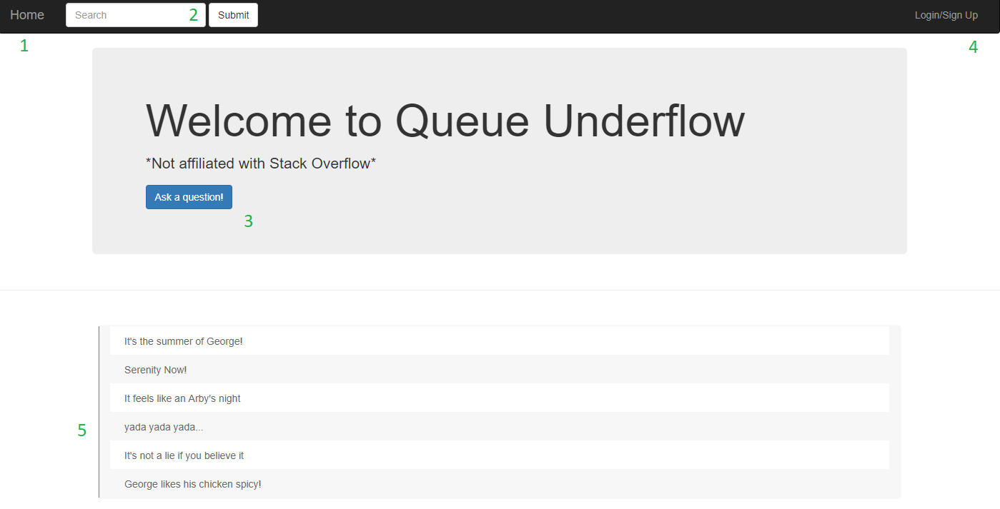 Home Search 2 Submit Login/Sign Up
1 4
Welcome to Queue Underflow
*Not affiliated with Stack Overflow*
Ask a question!
3
It's the summer of George!
Serenity Now!
It feels like an Arby's night
yada yada yada...
5
It's not a lie if you believe it
George likes his chicken spicy!